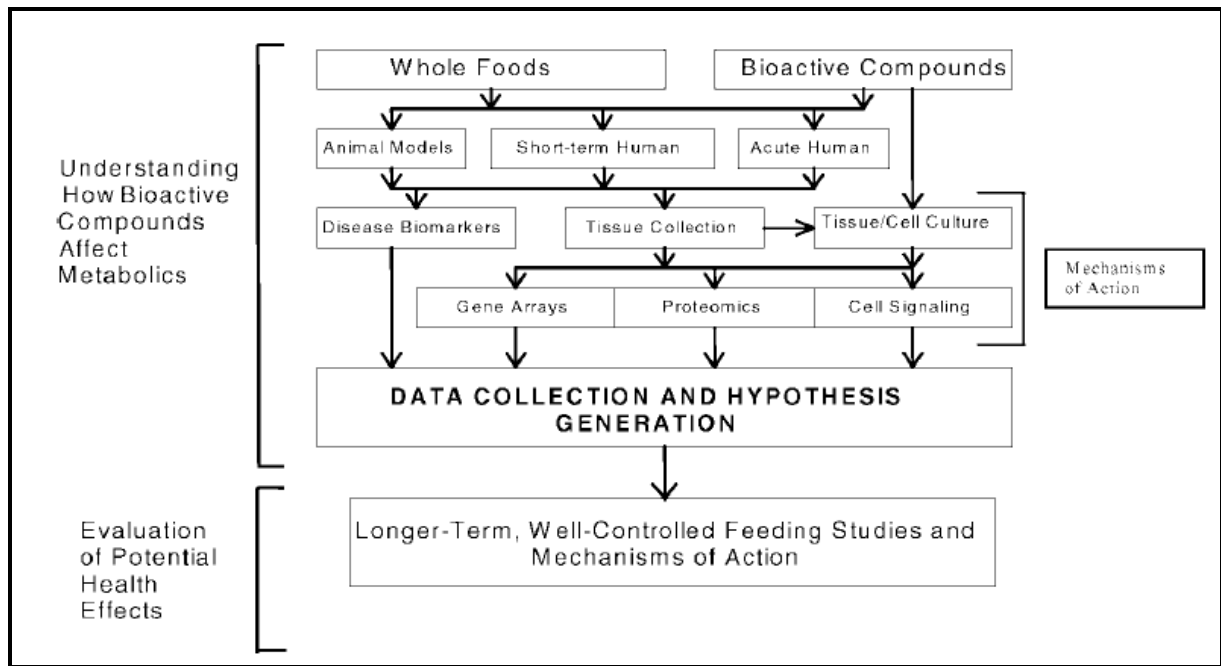 Whole Foods
Bioactive Compounds
Animal Models
Short-term Human
Acute Human
Understanding
How Bioactive
Compounds
Affect
Metabolics
Disease Biomarkers
Tissue Collection
Tissue/Cell Culture
Mechanisms
of Action
Gene Arrays
Proteomics
Cell Signaling
DATA COLLECTION AND HYPOTHESIS
GENERATION
Evaluation
of Potential
Health
Effects
Longer-Term, Well-Controlled Feeding Studies and
Mechanisms of Action